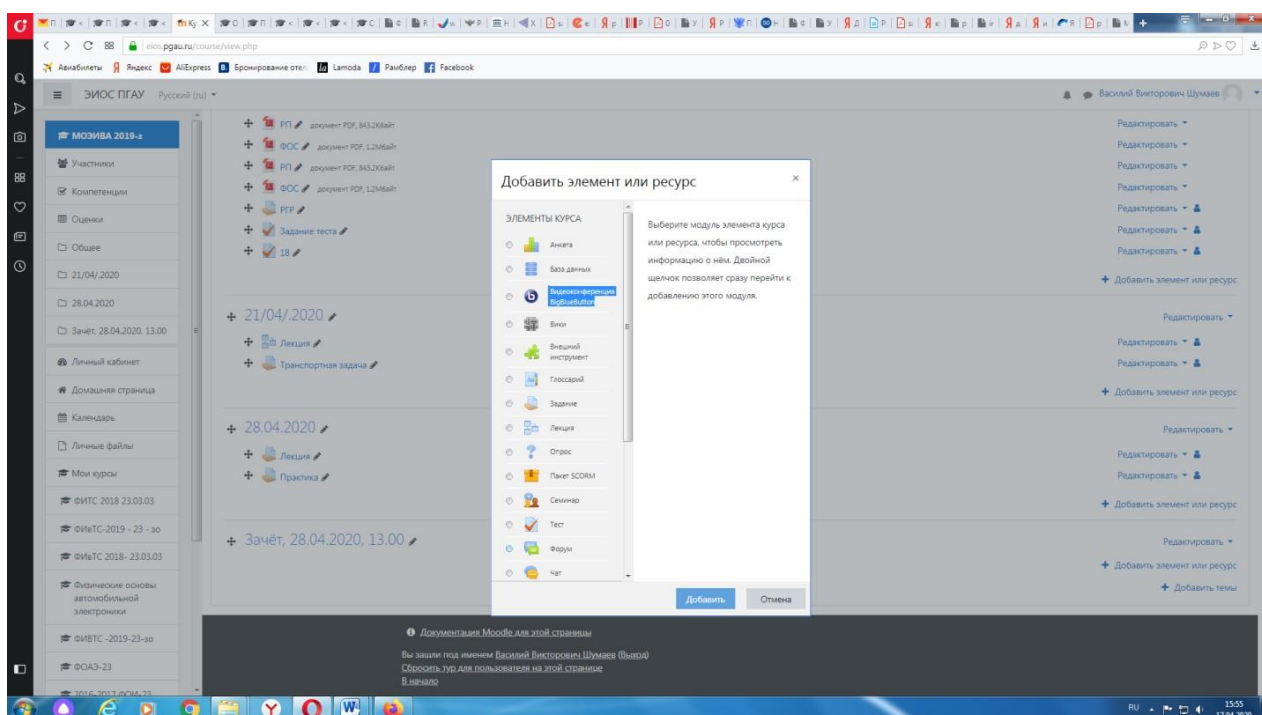 eios.pgau.ru/course/view.php
Авиабилеты Яндекс AliExpress Бронирование отел Lamoda Рамблер Facebook
ЭИОС ПГАУ Русский (ru)
Василий Викторович Шумаев
МОЭИВА 2019-з
Участники
Компетенции
Оценки
Общее
21/04/.2020
28.04.2020
Зачёт, 28.04.2020, 13.00
Личный кабинет
Домашняя страница
Календарь
Личные файлы
Мои курсы
ФИТС 2018 23.03.03
ФИвТС-2019 - 23 - зо
ФИвТС 2018- 23.03.03
Физические основы
автомобильной
электроники
ФИВТС -2019-23-зо
ФОАЭ-23
2016-2017 ФОИ-23
РП документ PDF, 843.2Кбайт Редактировать
ФОС документ PDF, 1.2Мбайт Редактировать
РП документ PDF, 845.2Кбайт Редактировать
ФОС документ PDF, 1.2Мбайт Редактировать
РГР Редактировать
Задание теста Редактировать
18 Редактировать
Добавить элемент или ресурс
21/04/.2020 Редактировать
Лекция Редактировать
Транспортная задача Редактировать
Добавить элемент или ресурс
28.04.2020 Редактировать
Лекция Редактировать
Практика Редактировать
Добавить элемент или ресурс
Зачёт, 28.04.2020, 13.00 Редактировать
Добавить элемент или ресурс
Добавить темы
Добавить элемент или ресурс ×
ЭЛЕМЕНТЫ КУРСА
Анкета
База данных
Видеоконференция
BigBlueButton
Вики
Внешний
инструмент
Глоссарий
Задание
Лекция
Опрос
Пакет SCORM
Семинар
Тест
Форум
Чат
Выберите модуль элемента курса
или ресурса, чтобы просмотреть
информацию о нём. Двойной
щелчок позволяет сразу перейти к
добавлению этого модуля.
Добавить Отмена
Документация Moodle для этой страницы
Вы зашли под именем Василий Викторович Шумаев (Выход)
Сбросить тур для пользователя на этой странице
В начало
RU 15:55
17.04.2020